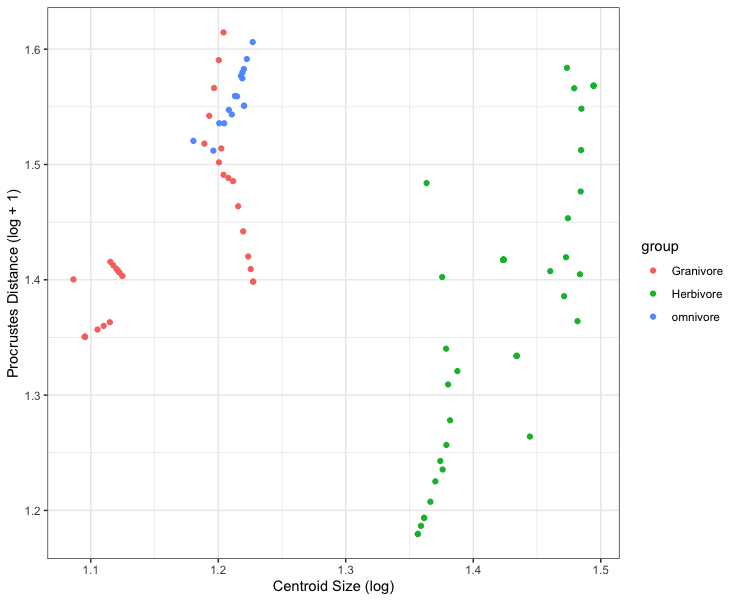 1.6
1.5
1.4
1.3
1.2
Procrustes Distance (log + 1)
1.1
1.2
1.3
1.4
1.5
Centroid Size (log)
group
Granivore
Herbivore
omnivore